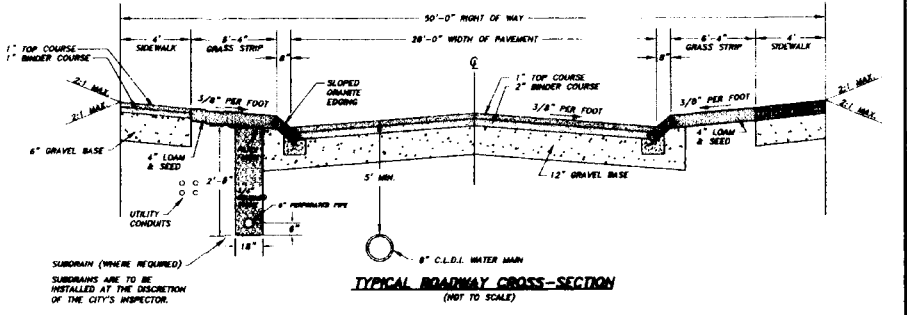 50'-0" RIGHT OF WAY
4' SIDEWALK
6'-4" GRASS STRIP
8"
28'-0" WIDTH OF PAVEMENT
8"
6'-4" GRASS STRIP
4' SIDEWALK
1" TOP COURSE
1" BINDER COURSE
SLOPED
GRANITE
EDGING
℄
1" TOP COURSE
2" BINDER COURSE
2:1 MAX.
2:1 MAX.
3/8" PER FOOT
3/8" PER FOOT
3/8" PER FOOT
2:1 MAX.
2:1 MAX.
6" GRAVEL BASE
4" LOAM
& SEED
2'-8"
5' MIN.
12" GRAVEL BASE
4" LOAM
& SEED
UTILITY
CONDUITS
6" PERFORATED PIPE
6"
18"
8" C.L.D.I. WATER MAIN
SUBDRAIN (WHERE REQUIRED)
SUBDRAINS ARE TO BE
INSTALLED AT THE DISCRETION
OF THE CITY'S INSPECTOR.
TYPICAL ROADWAY CROSS-SECTION
(NOT TO SCALE)